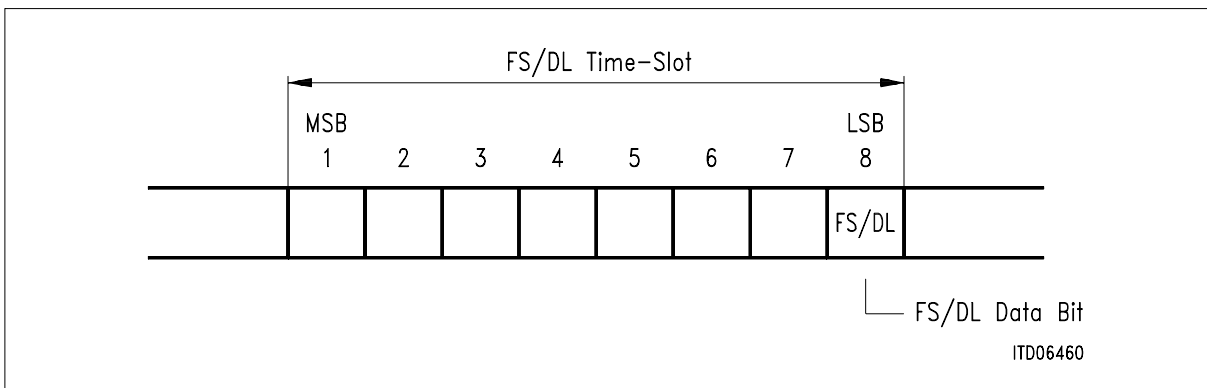 FS/DL Time-Slot
MSB LSB
1 2 3 4 5 6 7 8
FS/DL
FS/DL Data Bit
ITD06460